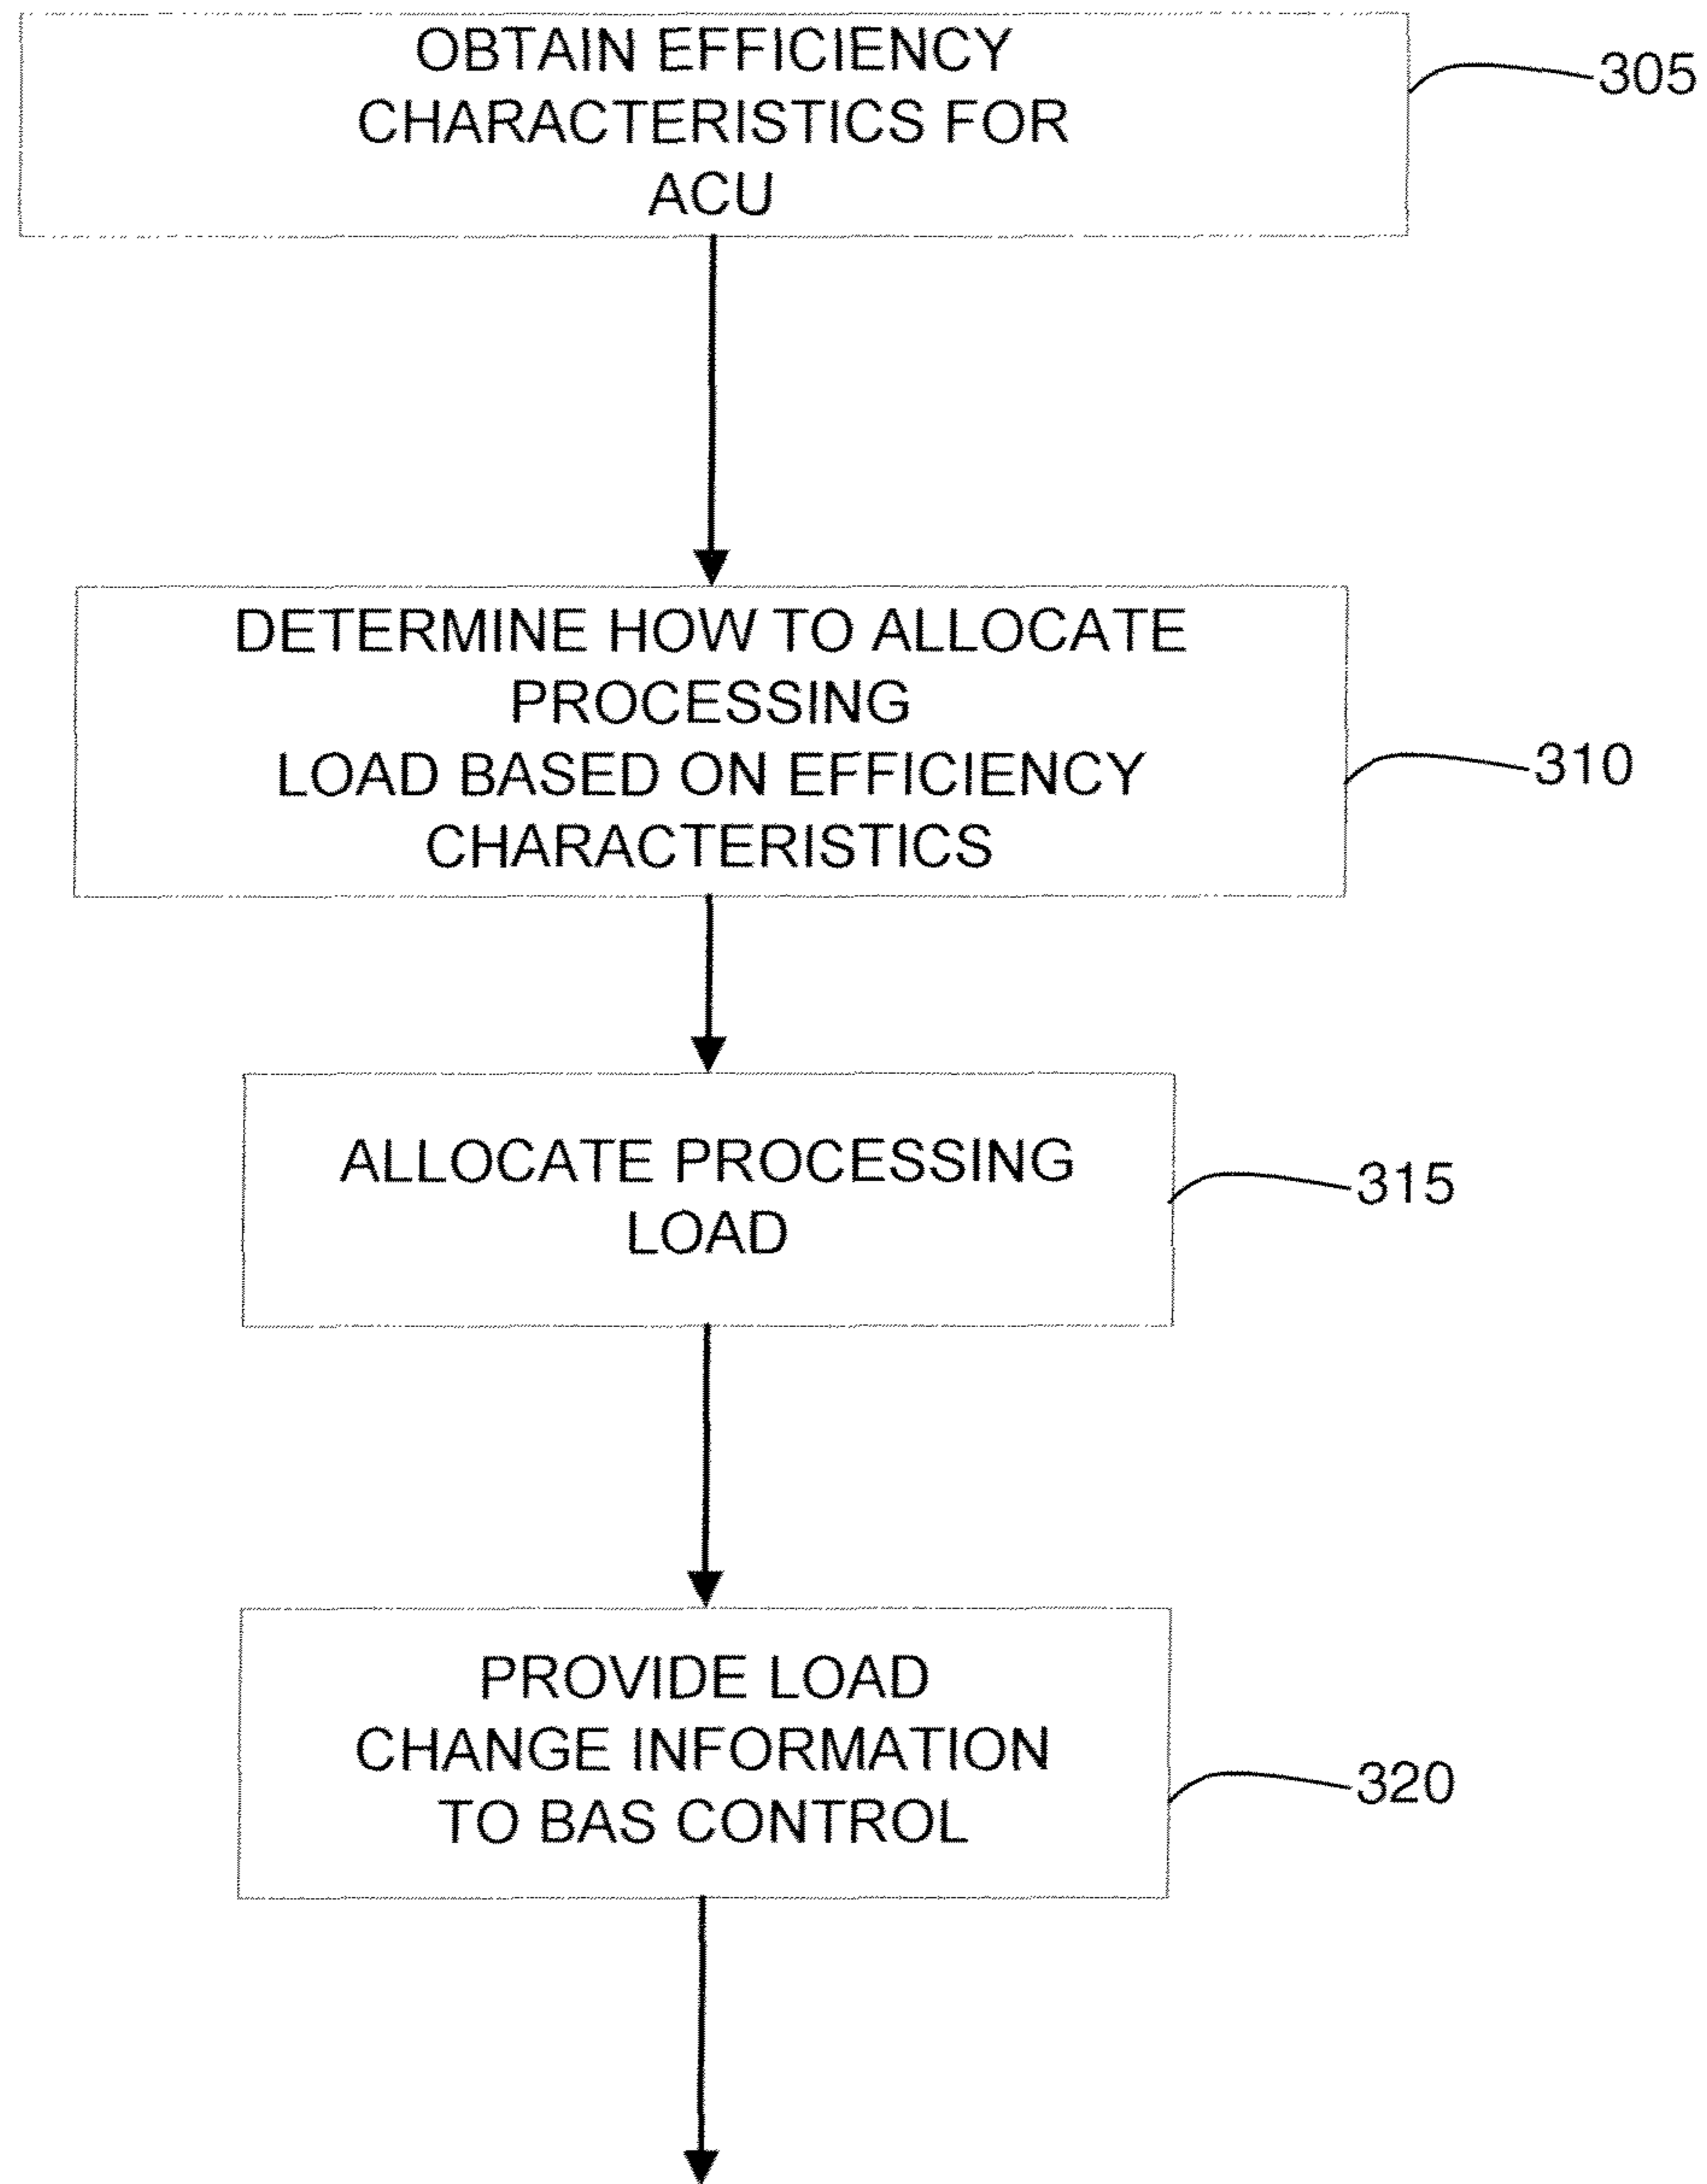 OBTAIN EFFICIENCY
CHARACTERISTICS FOR
ACU
305
DETERMINE HOW TO ALLOCATE
PROCESSING
LOAD BASED ON EFFICIENCY
CHARACTERISTICS
310
ALLOCATE PROCESSING
LOAD
315
PROVIDE LOAD
CHANGE INFORMATION
TO BAS CONTROL
320